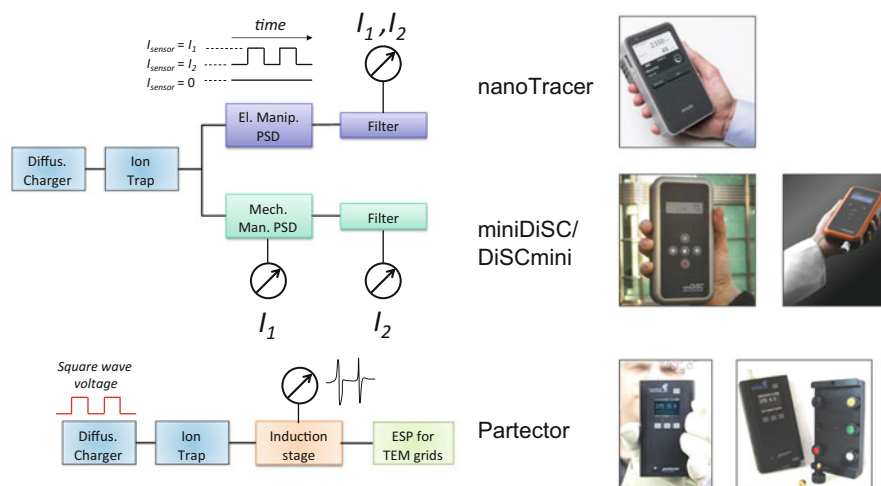 time
I₁ ,I₂
Isensor = I₁
Isensor = I₂
Isensor = 0
nanoTracer
El. Manip.
PSD
Filter
Diffus.
Charger
Ion
Trap
Mech.
Man. PSD
Filter
miniDiSC/
DiSCmini
I₁
I₂
Square wave
voltage
Diffus.
Charger
Ion
Trap
Induction
stage
ESP for
TEM grids
Partector